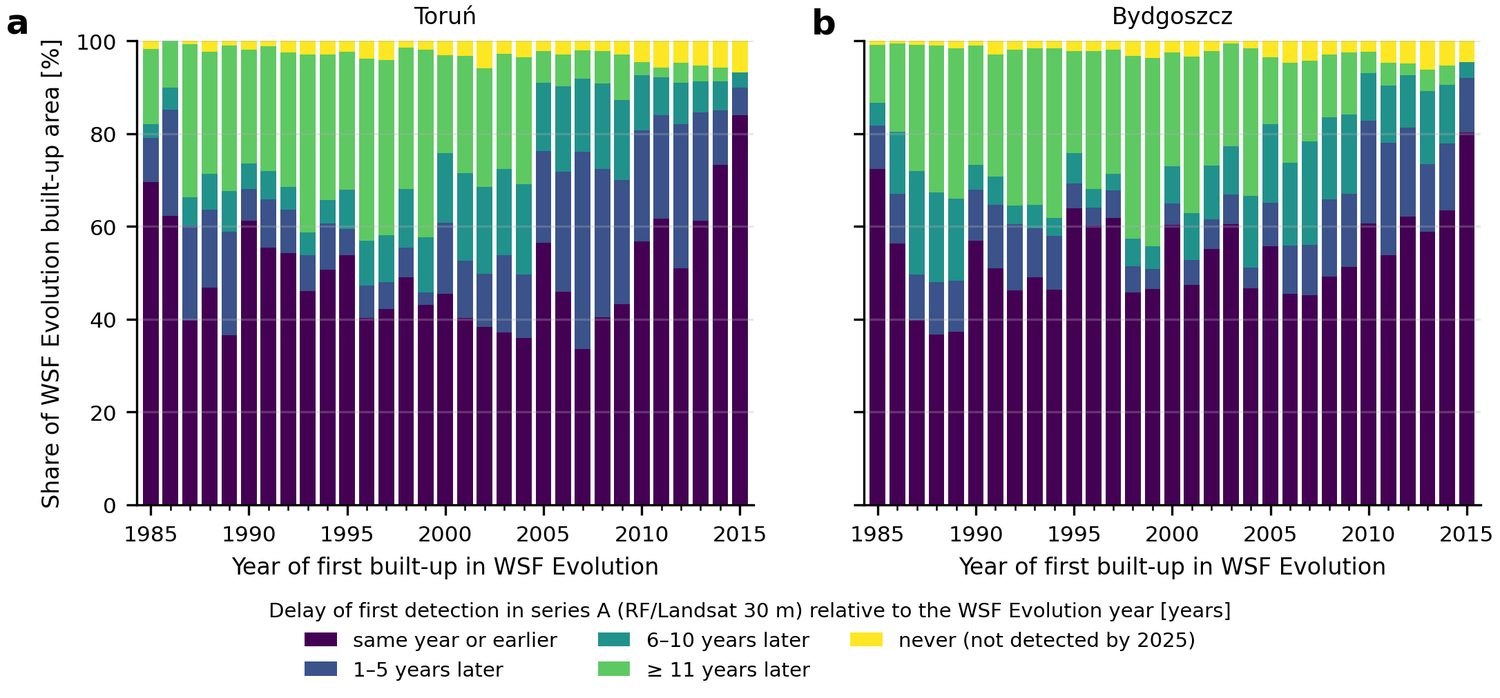 a
Toruń
b
Bydgoszcz
Share of WSF Evolution built-up area [%]
100
80
60
40
20
0
1985 1990 1995 2000 2005 2010 2015
1985 1990 1995 2000 2005 2010 2015
Year of first built-up in WSF Evolution
Year of first built-up in WSF Evolution
Delay of first detection in series A (RF/Landsat 30 m) relative to the WSF Evolution year [years]
same year or earlier
1–5 years later
6–10 years later
≥ 11 years later
never (not detected by 2025)